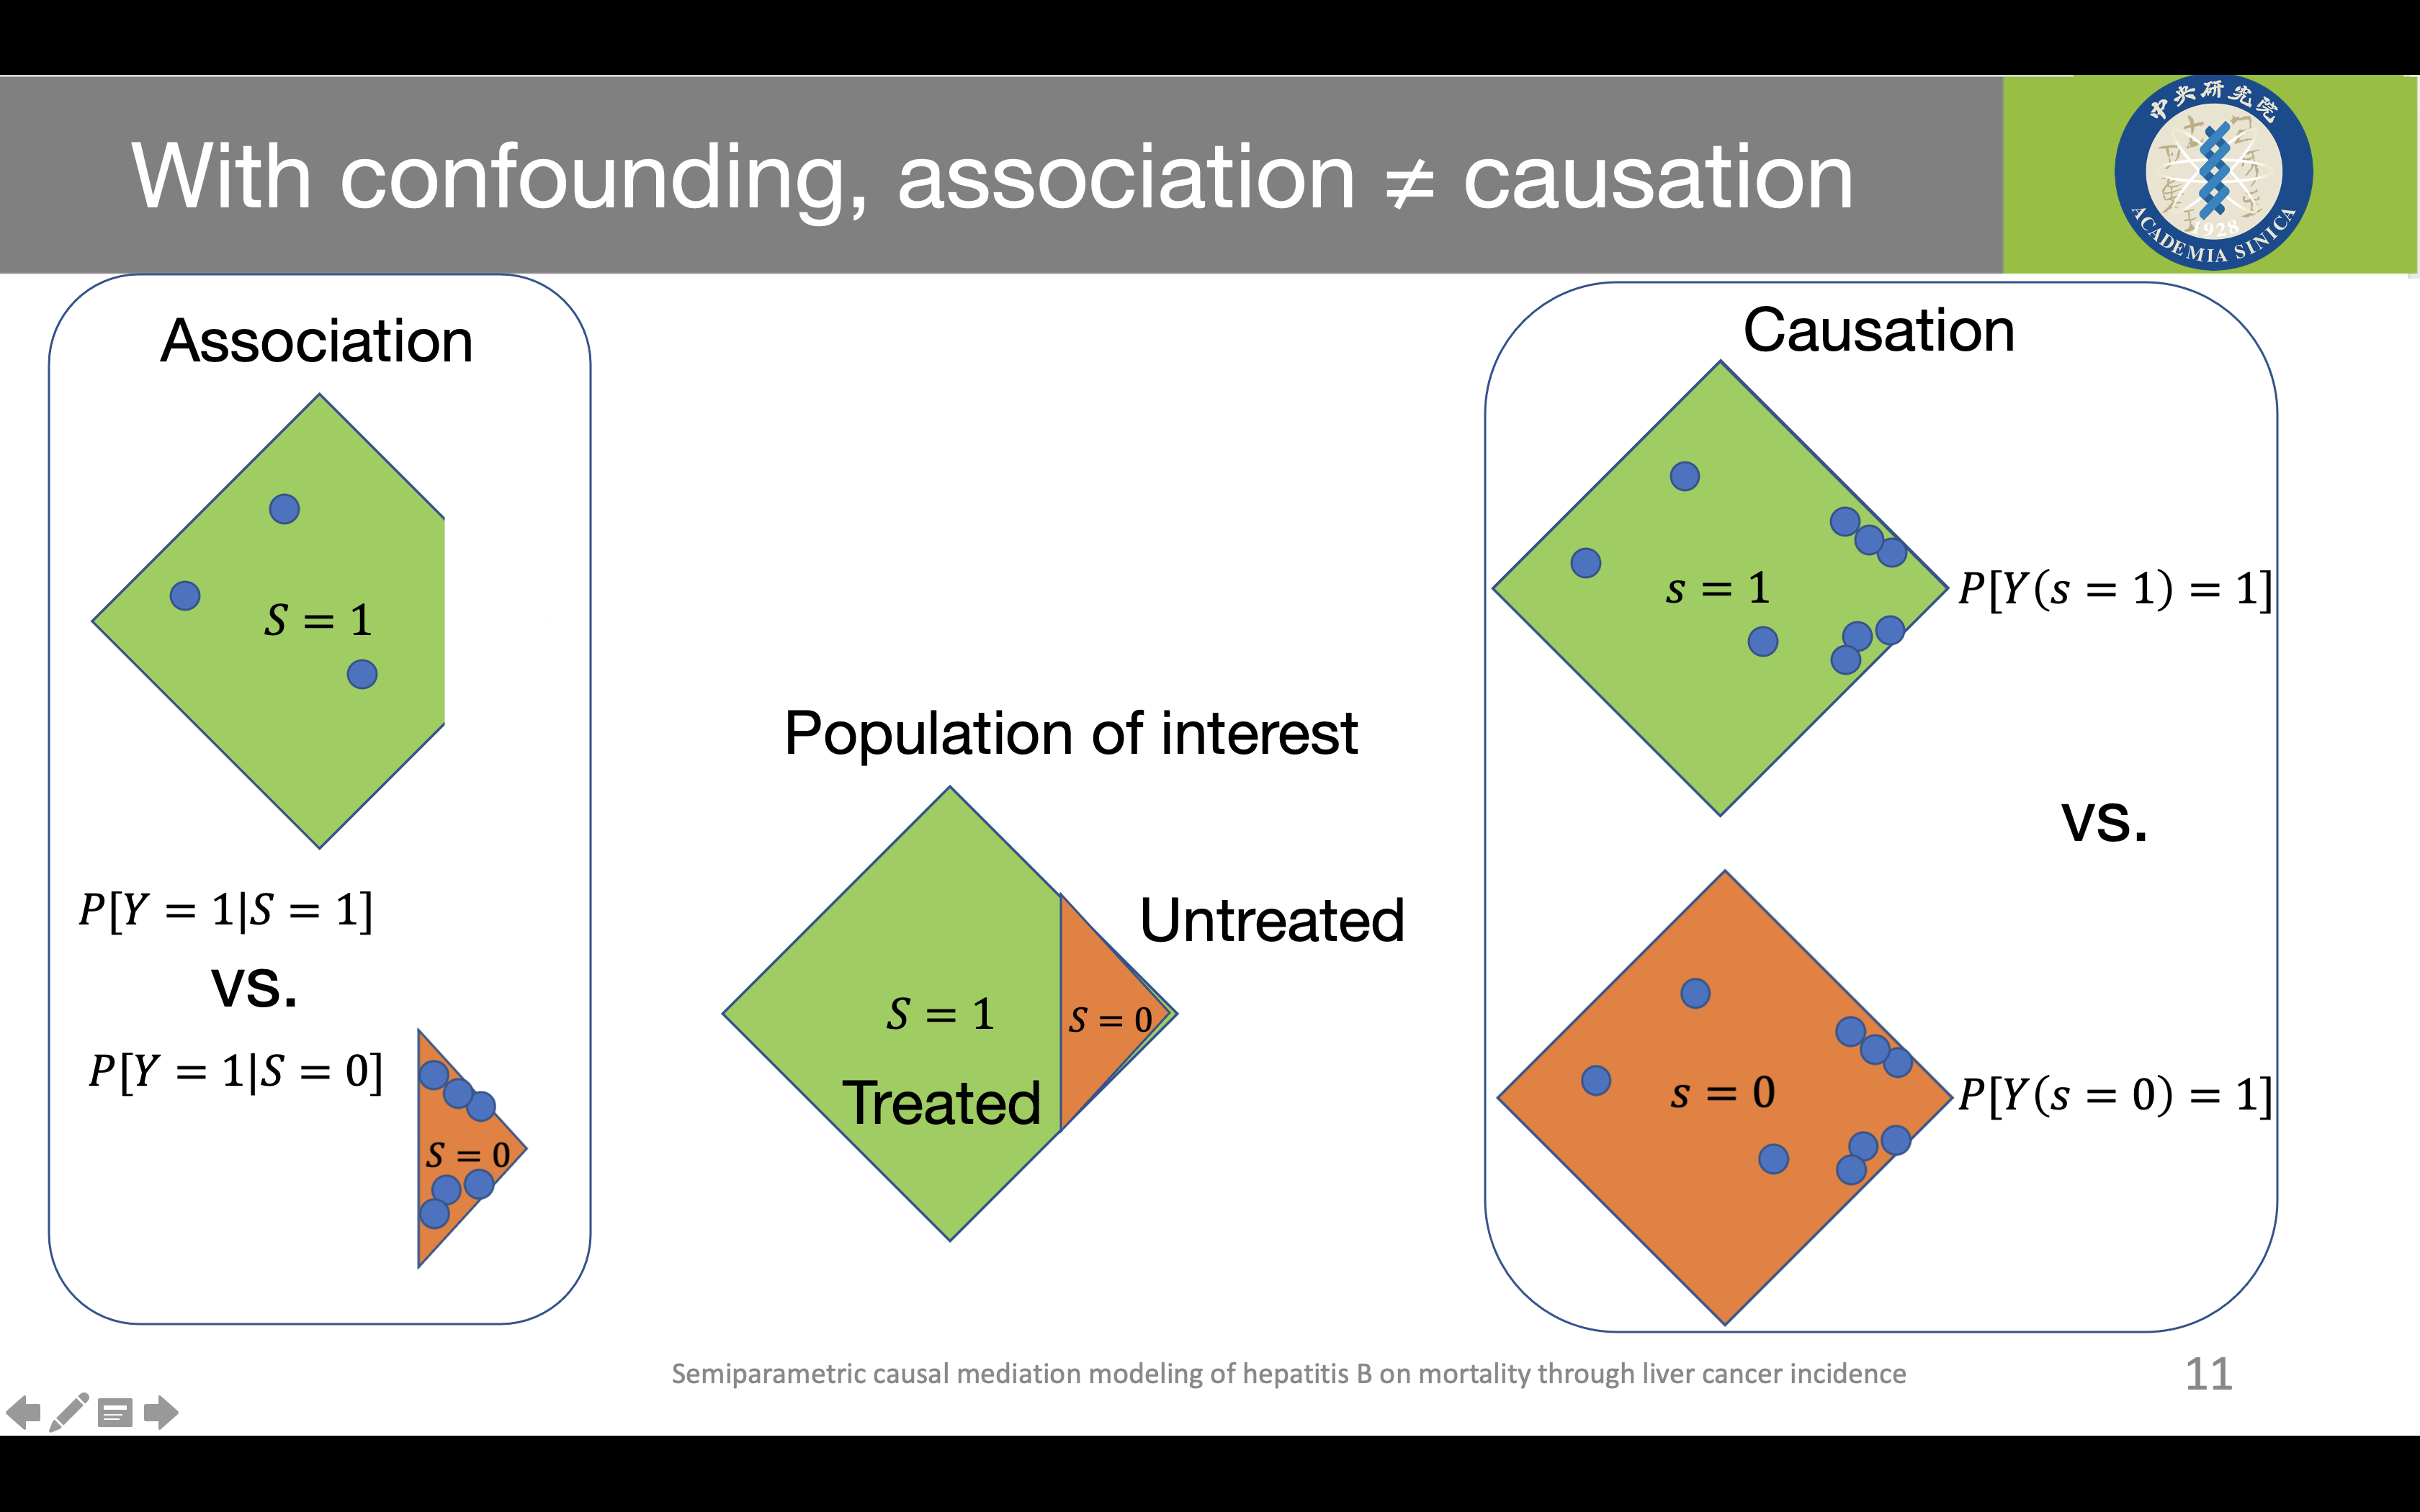 With confounding, association ≠ causation
中央研究院
1928
ACADEMIA SINICA
Association
S = 1
P[Y = 1|S = 1]
vs.
P[Y = 1|S = 0]
S = 0
Population of interest
Untreated
S = 1
S = 0
Treated
Causation
s = 1
P[Y(s = 1) = 1]
vs.
s = 0
P[Y(s = 0) = 1]
Semiparametric causal mediation modeling of hepatitis B on mortality through liver cancer incidence
11